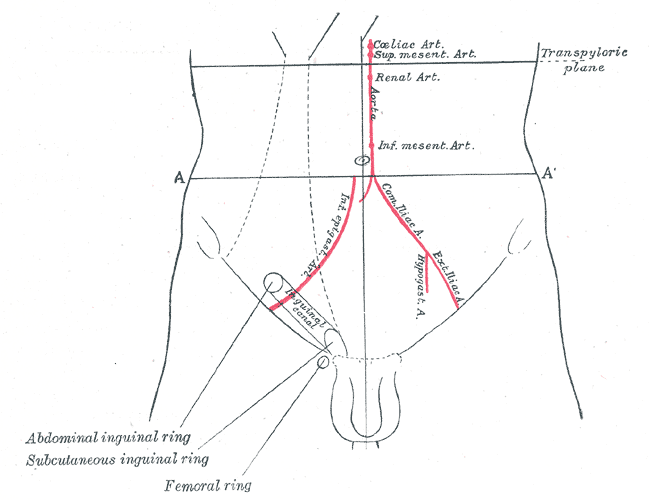 Cœliac Art.
Sup. mesent. Art.
Transpyloric
plane
Renal Art.
Aorta
Inf. mesent. Art.
A
A'
Com. Iliac A.
Inf. epigast. Art.
Ext. Iliac A.
Hypogast. A.
Inguinal
canal
Abdominal inguinal ring
Subcutaneous inguinal ring
Femoral ring